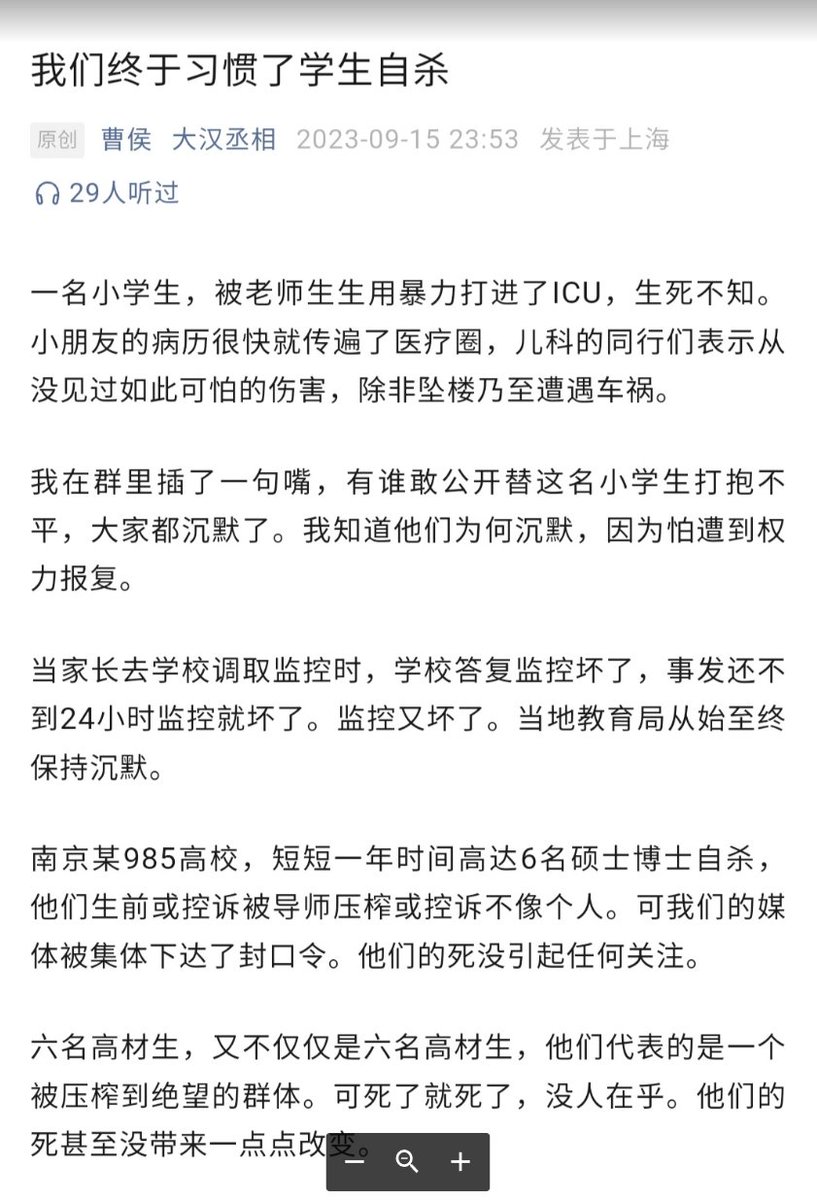 我们终于习惯了学生自杀
原创 曹侯 大汉丞相 2023-09-15 23:53 发表于上海
29人听过
一名小学生，被老师生生用暴力打进了ICU，生死不知。
小朋友的病历很快就传遍了医疗圈，儿科的同行们表示从
没见过如此可怕的伤害，除非坠楼乃至遭遇车祸。
我在群里插了一句嘴，有谁敢公开替这名小学生打抱不
平，大家都沉默了。我知道他们为何沉默，因为怕遭到权
力报复。
当家长去学校调取监控时，学校答复监控坏了，事发还不
到24小时监控就坏了。监控又坏了。当地教育局从始至终
保持沉默。
南京某985高校，短短一年时间高达6名硕士博士自杀，
他们生前或控诉被导师压榨或控诉不像个人。可我们的媒
体被集体下达了封口令。他们的死没引起任何关注。
六名高材生，又不仅仅是六名高材生，他们代表的是一个
被压榨到绝望的群体。可死了就死了，没人在乎。他们的
死甚至没带来一点点改变。